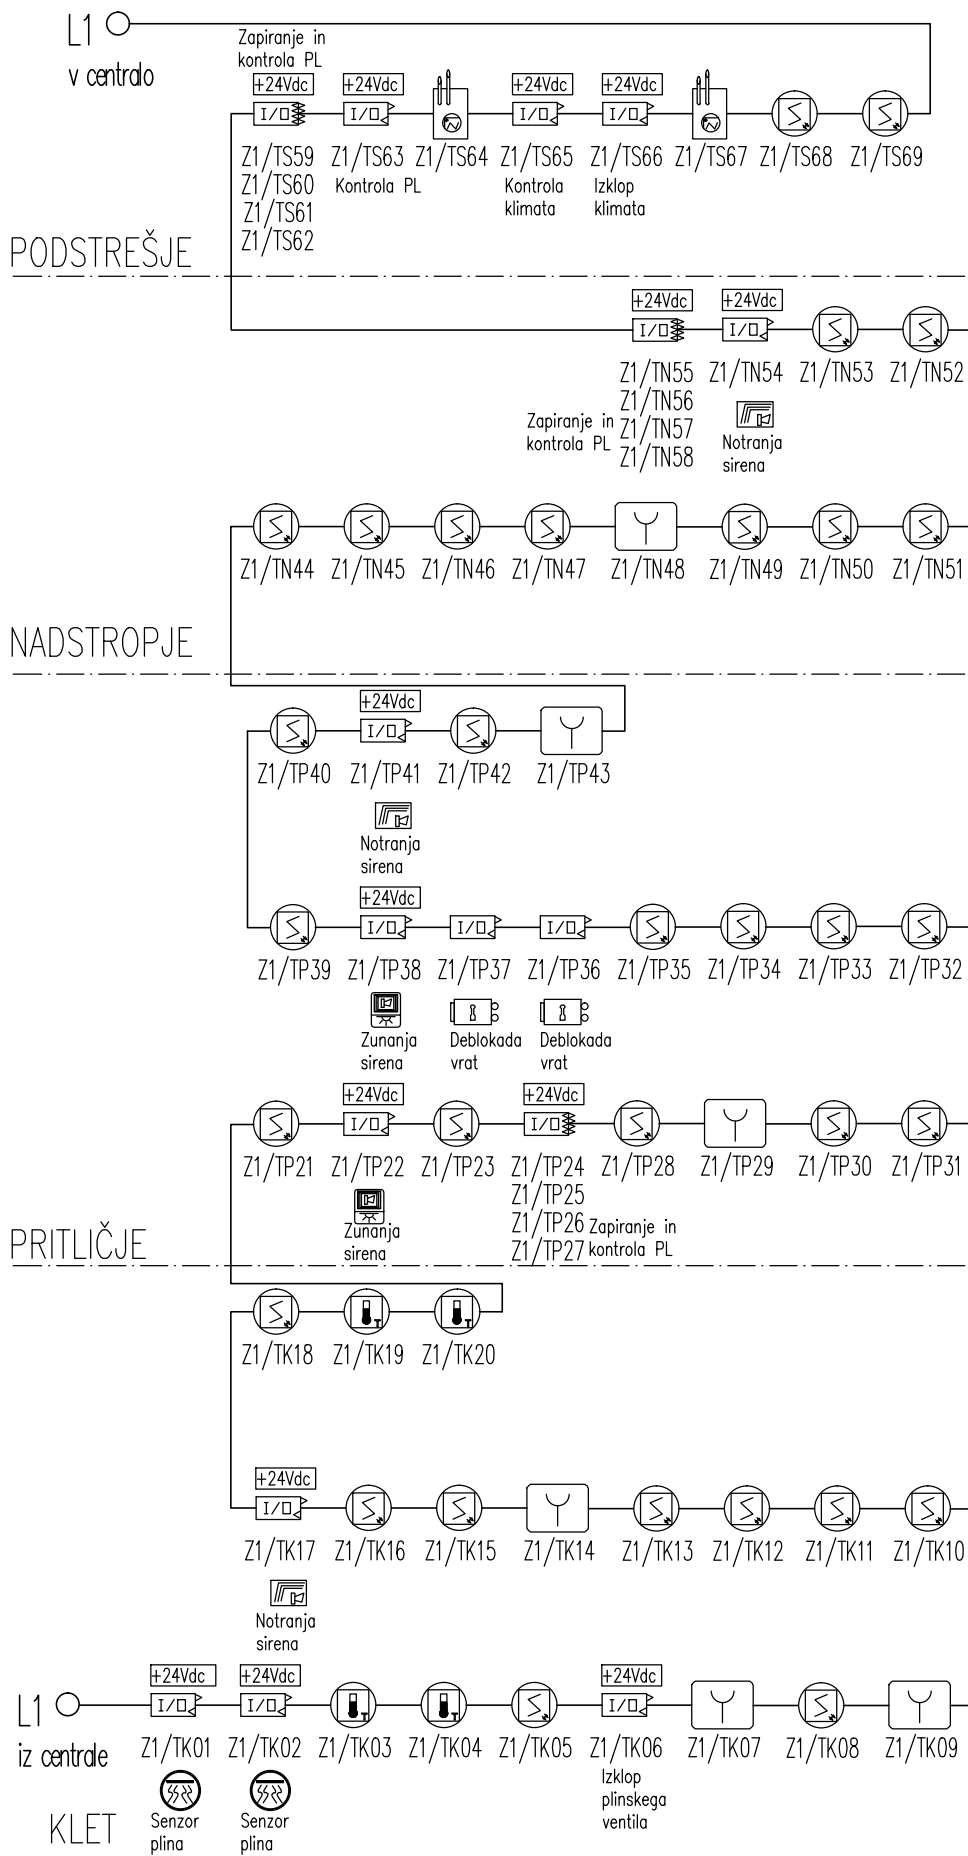 L1
v centralo
Zapiranje in
kontrola PL
+24Vdc +24Vdc +24Vdc +24Vdc
I/O I/O I/O I/O
Z1/TS59 Z1/TS63 Z1/TS64 Z1/TS65 Z1/TS66 Z1/TS67 Z1/TS68 Z1/TS69
Z1/TS60 Kontrola PL Kontrola Izklop
Z1/TS61 klimata klimata
Z1/TS62
PODSTREŠJE
+24Vdc +24Vdc
I/O I/O
Z1/TN55 Z1/TN54 Z1/TN53 Z1/TN52
Z1/TN56
Zapiranje in Z1/TN57 Notranja
kontrola PL Z1/TN58 sirena
Z1/TN44 Z1/TN45 Z1/TN46 Z1/TN47 Z1/TN48 Z1/TN49 Z1/TN50 Z1/TN51
NADSTROPJE
+24Vdc
I/O
Z1/TP40 Z1/TP41 Z1/TP42 Z1/TP43
Notranja
sirena
+24Vdc
I/O I/O I/O
Z1/TP39 Z1/TP38 Z1/TP37 Z1/TP36 Z1/TP35 Z1/TP34 Z1/TP33 Z1/TP32
Zunanja Deblokada Deblokada
sirena vrat vrat
+24Vdc +24Vdc
I/O I/O
Z1/TP21 Z1/TP22 Z1/TP23 Z1/TP24 Z1/TP28 Z1/TP29 Z1/TP30 Z1/TP31
Z1/TP25
Zunanja Z1/TP26 Zapiranje in
sirena Z1/TP27 kontrola PL
PRITLIČJE
T T
Z1/TK18 Z1/TK19 Z1/TK20
+24Vdc
I/O
Z1/TK17 Z1/TK16 Z1/TK15 Z1/TK14 Z1/TK13 Z1/TK12 Z1/TK11 Z1/TK10
Notranja
sirena
+24Vdc +24Vdc +24Vdc
L1 I/O I/O T T I/O
iz centrale Z1/TK01 Z1/TK02 Z1/TK03 Z1/TK04 Z1/TK05 Z1/TK06 Z1/TK07 Z1/TK08 Z1/TK09
Izklop
plinskega
ventila
KLET
Senzor Senzor
plina plina